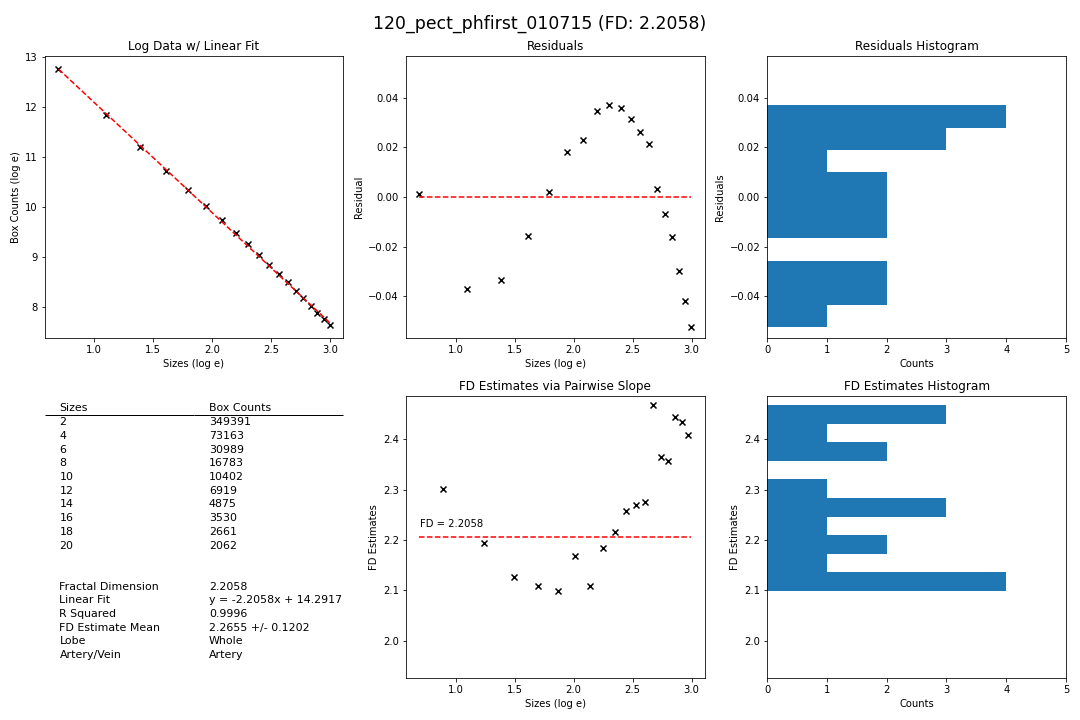 120_pect_phfirst_010715 (FD: 2.2058)
Log Data w/ Linear Fit
13
12
11
10
9
8
Box Counts (log e)
1.0 1.5 2.0 2.5 3.0
Sizes (log e)
Residuals
0.04
0.02
0.00
−0.02
−0.04
Residual
1.0 1.5 2.0 2.5 3.0
Sizes (log e)
Residuals Histogram
0.04
0.02
0.00
−0.02
−0.04
Residuals
0 1 2 3 4 5
Counts
Sizes Box Counts
2 349391
4 73163
6 30989
8 16783
10 10402
12 6919
14 4875
16 3530
18 2661
20 2062
Fractal Dimension 2.2058
Linear Fit y = -2.2058x + 14.2917
R Squared 0.9996
FD Estimate Mean 2.2655 +/- 0.1202
Lobe Whole
Artery/Vein Artery
FD Estimates via Pairwise Slope
2.4
2.3
2.2
2.1
2.0
FD Estimates
FD = 2.2058
1.0 1.5 2.0 2.5 3.0
Sizes (log e)
FD Estimates Histogram
2.4
2.3
2.2
2.1
2.0
FD Estimates
0 1 2 3 4 5
Counts